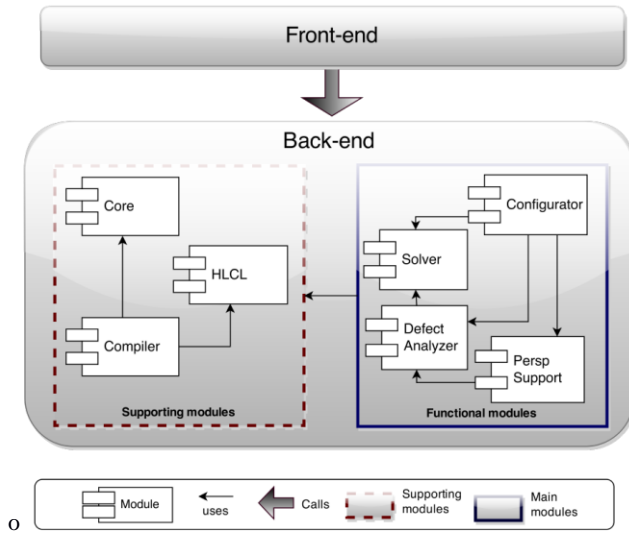 Front-end
Back-end
Core
HLCL
Compiler
Supporting modules
Configurator
Solver
Defect
Analyzer
Persp
Support
Functional modules
o
Module
uses
Calls
Supporting
modules
Main
modules